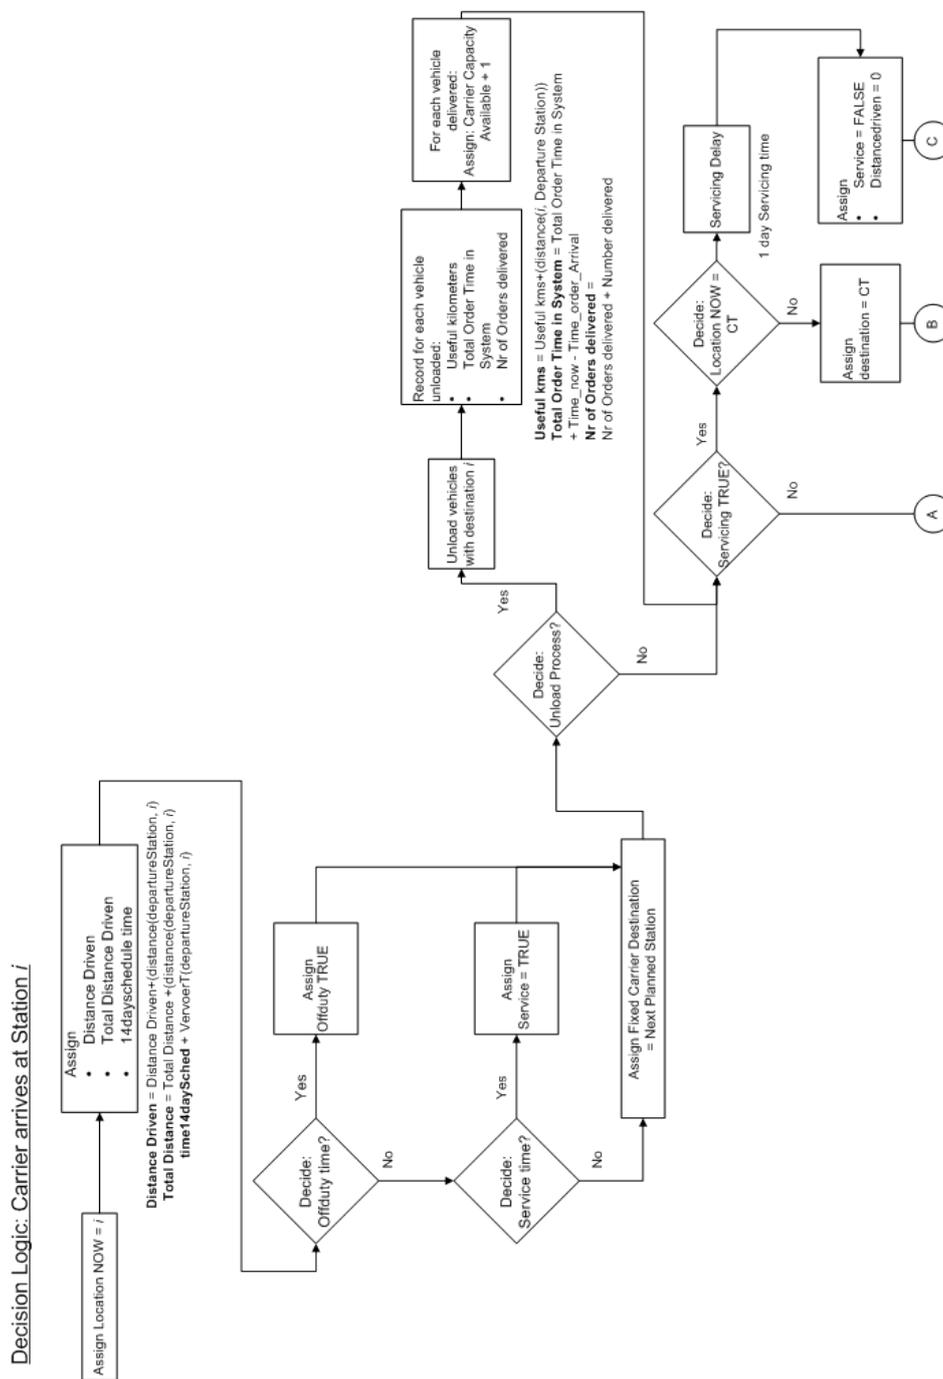 Decision Logic: Carrier arrives at Station i
Assign Location NOW = i
Assign
• Distance Driven
• Total Distance Driven
• 14dayschedule time
Distance Driven = Distance Driven+(distance(departureStation, i)
Total Distance = Total Distance +(distance(departureStation, i)
time14daySched + VervoerT(departureStation, i)
Decide:
Offduty time?
Yes
No
Assign
Offduty TRUE
Decide:
Service time?
Yes
No
Assign
Service = TRUE
Assign Fixed Carrier Destination
= Next Planned Station
Decide:
Unload Process?
Yes
No
Unload vehicles
with destination i
Record for each vehicle
unloaded:
• Useful kilometers
• Total Order Time in
System
• Nr of Orders delivered
Useful kms = Useful kms+(distance(i, Departure Station))
Total Order Time in System = Total Order Time in System
+ Time_now - Time_order_Arrival
Nr of Orders delivered =
Nr of Orders delivered + Number delivered
For each vehicle
delivered:
Assign: Carrier Capacity
Available + 1
Decide:
Servicing TRUE?
Yes
No
A
Decide:
Location NOW =
CT
No
Assign
destination = CT
B
Servicing Delay
1 day Servicing time
Assign
• Service = FALSE
• Distancedriven = 0
C